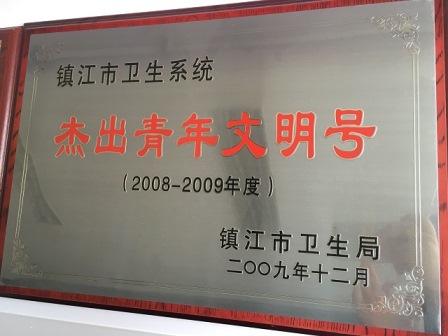 镇江市卫生系统
杰出青年文明号
(2008-2009年度)
镇江市卫生局
二〇〇九年十二月